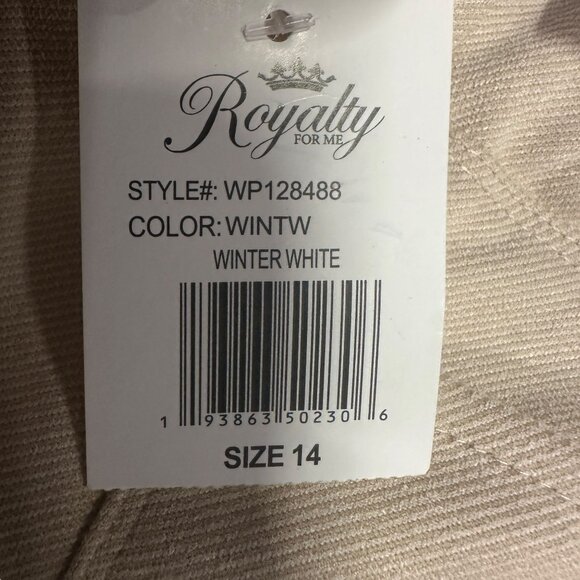 Royalty
FOR ME
STYLE#: WP128488
COLOR: WINTW
WINTER WHITE
1 93863 50230 6
SIZE 14